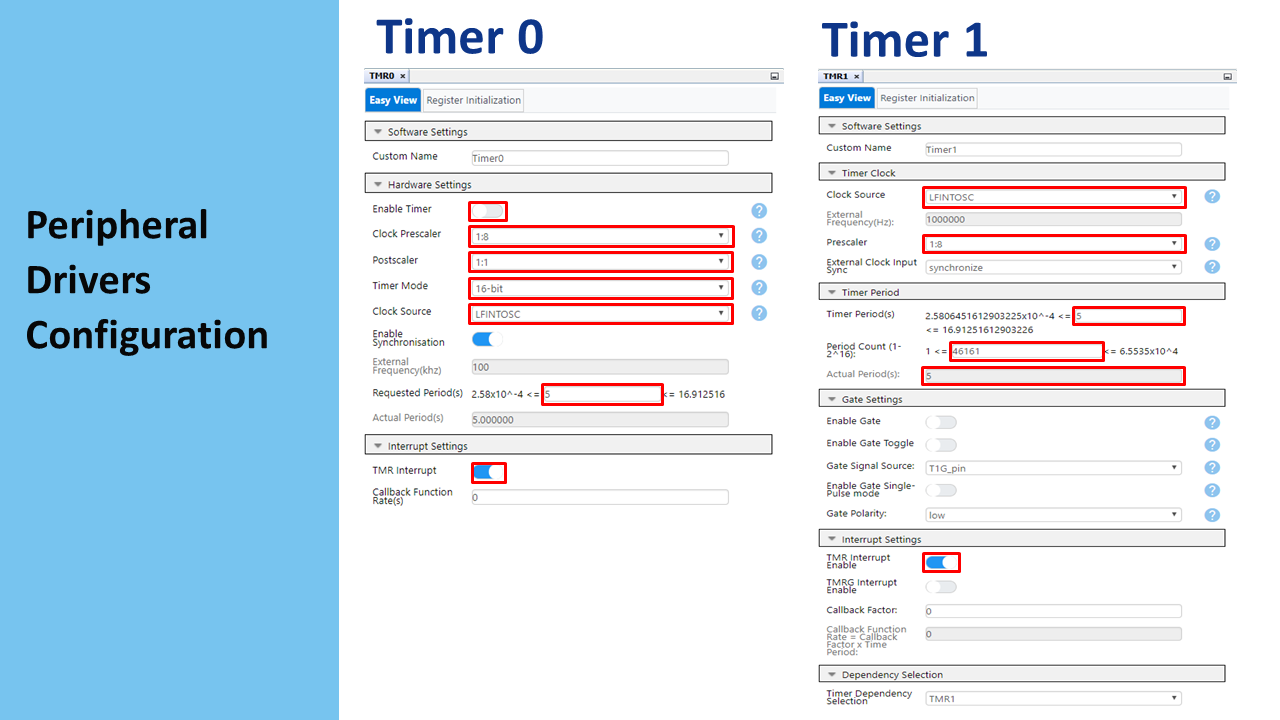 Peripheral
Drivers
Configuration
Timer 0
TMR0 ×
Easy View Register Initialization
Software Settings
Custom Name Timer0
Hardware Settings
Enable Timer ?
Clock Prescaler 1:8 ?
Postscaler 1:1 ?
Timer Mode 16-bit ?
Clock Source LFINTOSC ?
Enable
Synchronisation
External
Frequency(khz) 100
Requested Period(s) 2.58x10^-4 <= 5 <= 16.912516
Actual Period(s) 5.000000
Interrupt Settings
TMR Interrupt
Callback Function
Rate(s) 0
Timer 1
TMR1 ×
Easy View Register Initialization
Software Settings
Custom Name Timer1
Timer Clock
Clock Source LFINTOSC ?
External
Frequency(Hz): 1000000
Prescaler 1:8 ?
External Clock Input
Sync synchronize ?
Timer Period
Timer Period(s) 2.5806451612903225x10^-4 <= 5
<= 16.91251612903226
Period Count (1-
2^16): 1 <= 46161 <= 6.5535x10^4
Actual Period(s): 5
Gate Settings
Enable Gate ?
Enable Gate Toggle ?
Gate Signal Source: T1G_pin ?
Enable Gate Single-
Pulse mode ?
Gate Polarity: low ?
Interrupt Settings
TMR Interrupt
Enable
TMRG Interrupt
Enable
Callback Factor: 0
Callback Function
Rate = Callback
Factor x Time
Period: 0
Dependency Selection
Timer Dependency
Selection TMR1